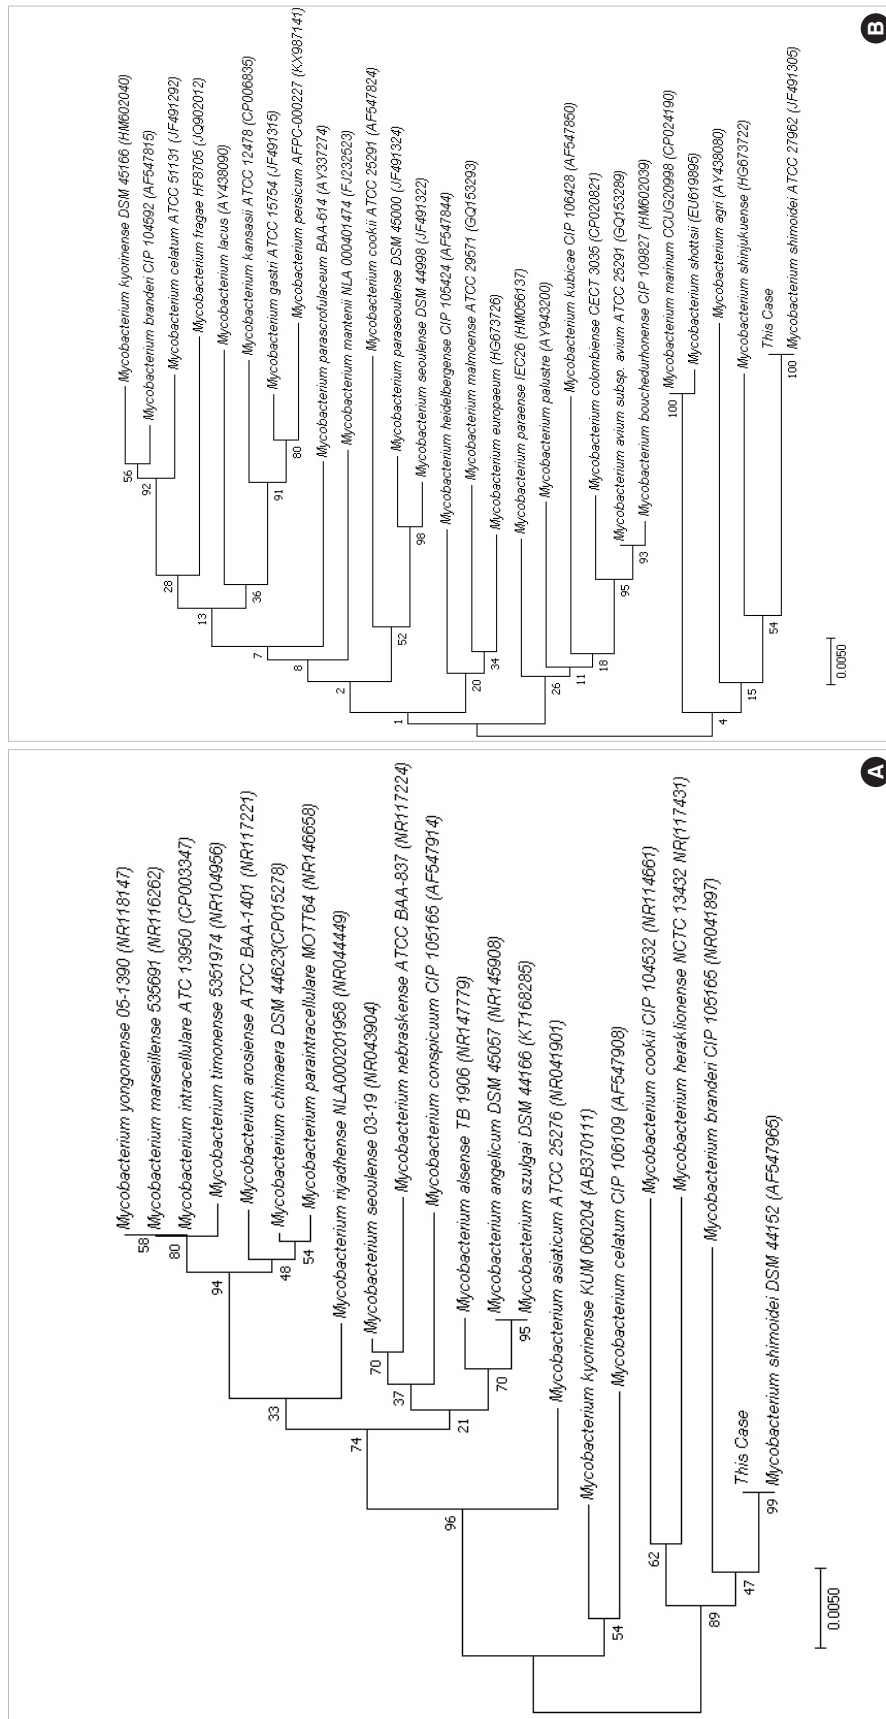 A
Mycobacterium yongonense 05-1390 (NR118147)
Mycobacterium marseillense 535691 (NR116262)
Mycobacterium intracellulare ATC 13950 (CP003347)
Mycobacterium timonense 5351974 (NR104956)
Mycobacterium arosiense ATCC BAA-1401 (NR117221)
Mycobacterium chimaera DSM 44623(CP015278)
Mycobacterium paraintracellulare MOTT64 (NR146658)
Mycobacterium riyadhense NLA000201958 (NR044449)
Mycobacterium seoulense 03-19 (NR043904)
Mycobacterium nebraskense ATCC BAA-837 (NR117224)
Mycobacterium conspicuum CIP 105165 (AF547914)
Mycobacterium alsense TB 1906 (NR147779)
Mycobacterium angelicum DSM 45057 (NR145908)
Mycobacterium szulgai DSM 44166 (KT168285)
Mycobacterium asiaticum ATCC 25276 (NR041901)
Mycobacterium kyorinense KUM 060204 (AB370111)
Mycobacterium celatum CIP 106109 (AF547908)
Mycobacterium cookii CIP 104532 (NR114661)
Mycobacterium heraklionense NCTC 13432 NR(117431)
Mycobacterium branderi CIP 105165 (NR041897)
This Case
Mycobacterium shimoidei DSM 44152 (AF547965)
58
80
94
48
54
33
70
37
74
21
70
95
96
54
62
89
47
99
0.0050
B
Mycobacterium kyorinense DSM 45166 (HM602040)
Mycobacterium branderi CIP 104592 (AF547815)
Mycobacterium celatum ATCC 51131 (JF491292)
Mycobacterium fragae HF8705 (JQ902012)
Mycobacterium lacus (AY438090)
Mycobacterium kansasii ATCC 12478 (CP006835)
Mycobacterium gastri ATCC 15754 (JF491315)
Mycobacterium persicum AFPC-000227 (KX987141)
Mycobacterium parascrofulaceum BAA-614 (AY337274)
Mycobacterium mantenii NLA 000401474 (FJ232523)
Mycobacterium cookii ATCC 25291 (AF547824)
Mycobacterium paraseoulense DSM 45000 (JF491324)
Mycobacterium seoulense DSM 44998 (JF491322)
Mycobacterium heidelbergense CIP 105424 (AF547844)
Mycobacterium malmoense ATCC 29571 (GQ153293)
Mycobacterium europaeum (HG673726)
Mycobacterium paraense IEC26 (HM056137)
Mycobacterium palustre (AY943200)
Mycobacterium kubicae CIP 106428 (AF547850)
Mycobacterium colombiense CECT 3035 (CP020821)
Mycobacterium avium subsp. avium ATCC 25291 (GQ153289)
Mycobacterium bouchedurhonense CIP 109827 (HM602039)
Mycobacterium marinum CCUG20998 (CP024190)
Mycobacterium shottsii (EU619895)
Mycobacterium agri (AY438080)
Mycobacterium shinjukuense (HG673722)
This Case
Mycobacterium shimoidei ATCC 27962 (JF491305)
56
92
28
13
36
91
80
7
8
2
52
98
1
20
34
26
11
18
95
93
100
4
15
54
100
0.0050